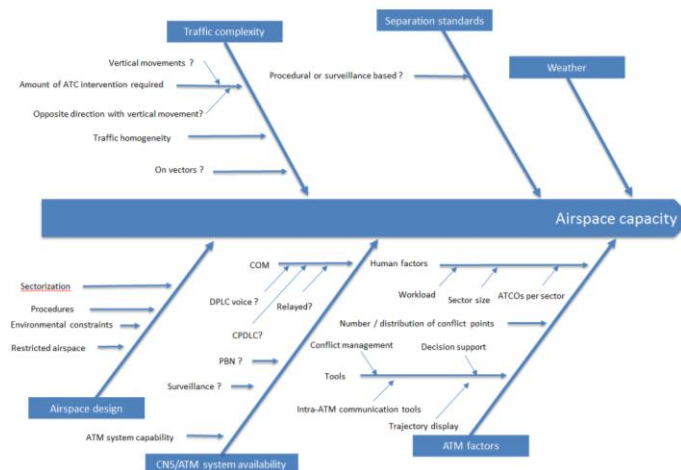 Traffic complexity
Separation standards
Weather
Vertical movements ?
Amount of ATC intervention required
Opposite direction with vertical movement?
Traffic homogeneity
On vectors ?
Procedural or surveillance based ?
Airspace capacity
Sectorization
Procedures
Environmental constraints
Restricted airspace
Airspace design
COM
DPLC voice ?
Relayed?
CPDLC?
PBN ?
Surveillance ?
ATM system capability
CNS/ATM system availability
Human factors
Workload
Sector size
ATCOs per sector
Number / distribution of conflict points
Conflict management
Decision support
Tools
Intra-ATM communication tools
Trajectory display
ATM factors